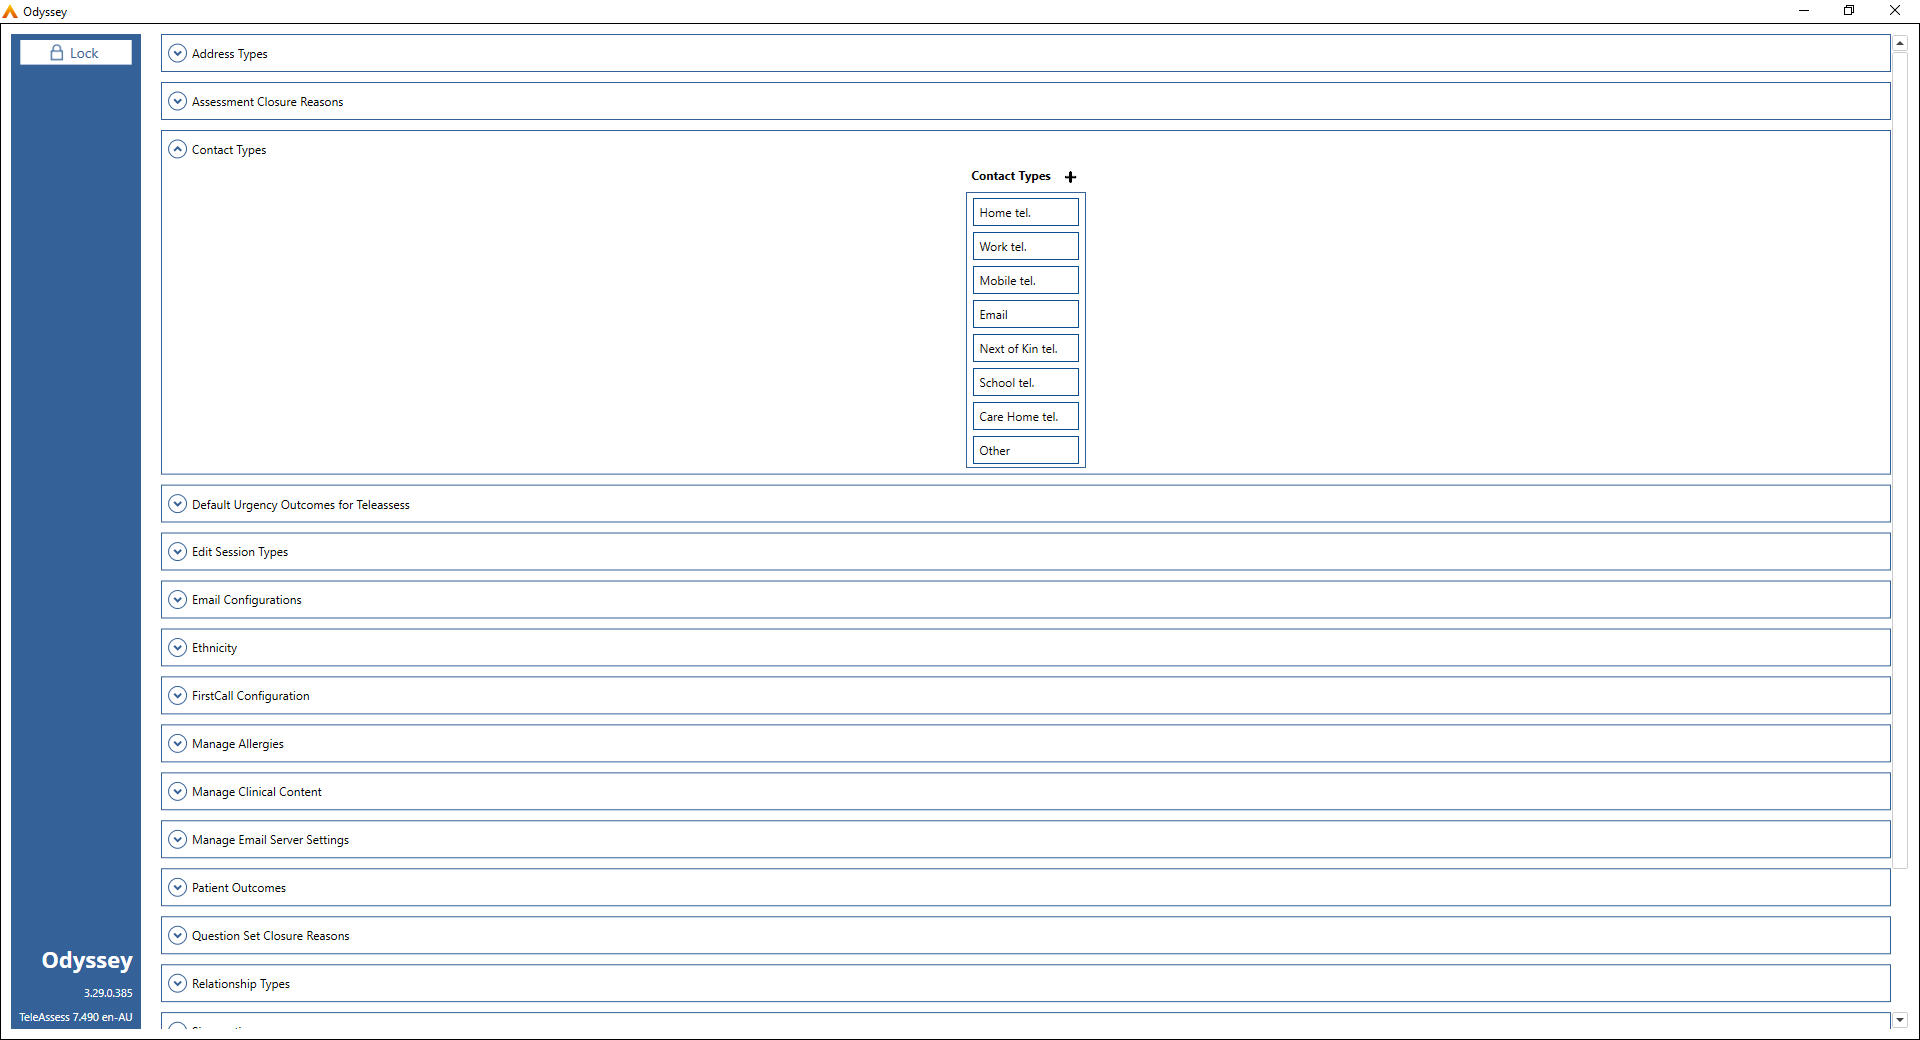 Odyssey
Lock
Address Types
Assessment Closure Reasons
Contact Types
Contact Types
Home tel.
Work tel.
Mobile tel.
Email
Next of Kin tel.
School tel.
Care Home tel.
Other
Default Urgency Outcomes for Teleassess
Edit Session Types
Email Configurations
Ethnicity
FirstCall Configuration
Manage Allergies
Manage Clinical Content
Manage Email Server Settings
Patient Outcomes
Question Set Closure Reasons
Relationship Types
Odyssey
3.29.0.385
TeleAssess 7.490 en-AU